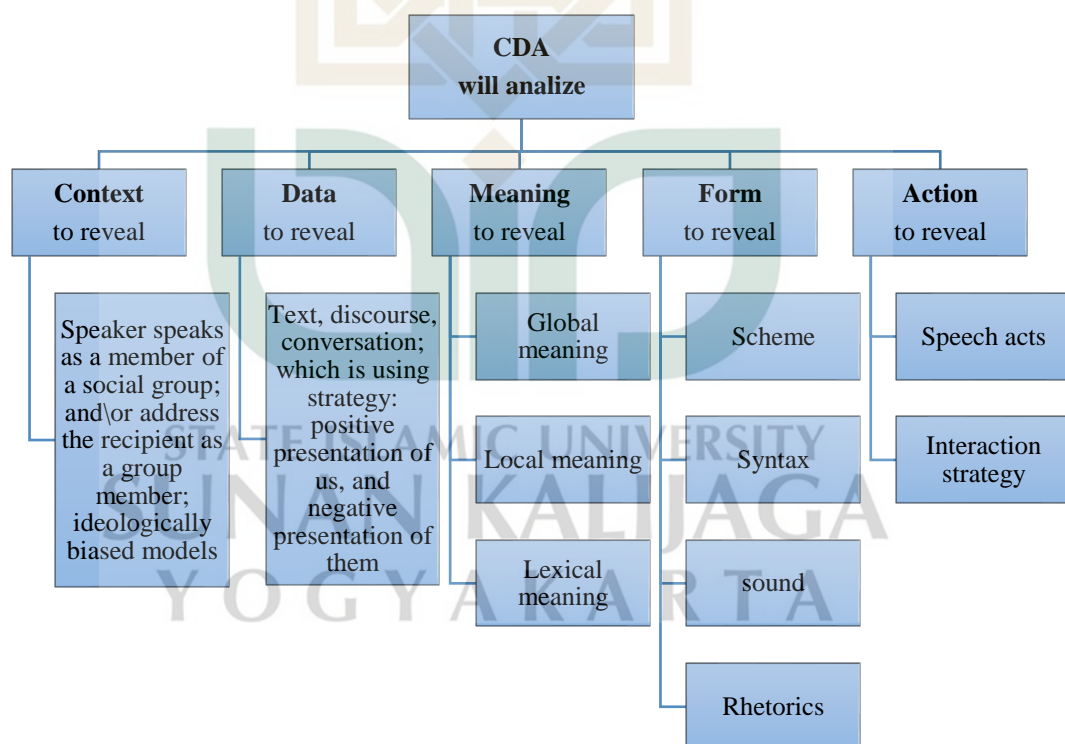 CDA
will analize
Context
to reveal
Data
to reveal
Meaning
to reveal
Form
to reveal
Action
to reveal
Speaker speaks
as a member of
a social group;
and\or address
the recipient as
a group
member;
ideologically
biased models
Text, discourse,
conversation;
which is using
strategy:
positive
presentation of
us, and
negative
presentation of
them
Global
meaning
Local meaning
Lexical
meaning
Scheme
Syntax
sound
Rhetorics
Speech acts
Interaction
strategy
STATE ISLAMIC UNIVERSITY
SUNAN KALIJAGA
YOGYAKARTA